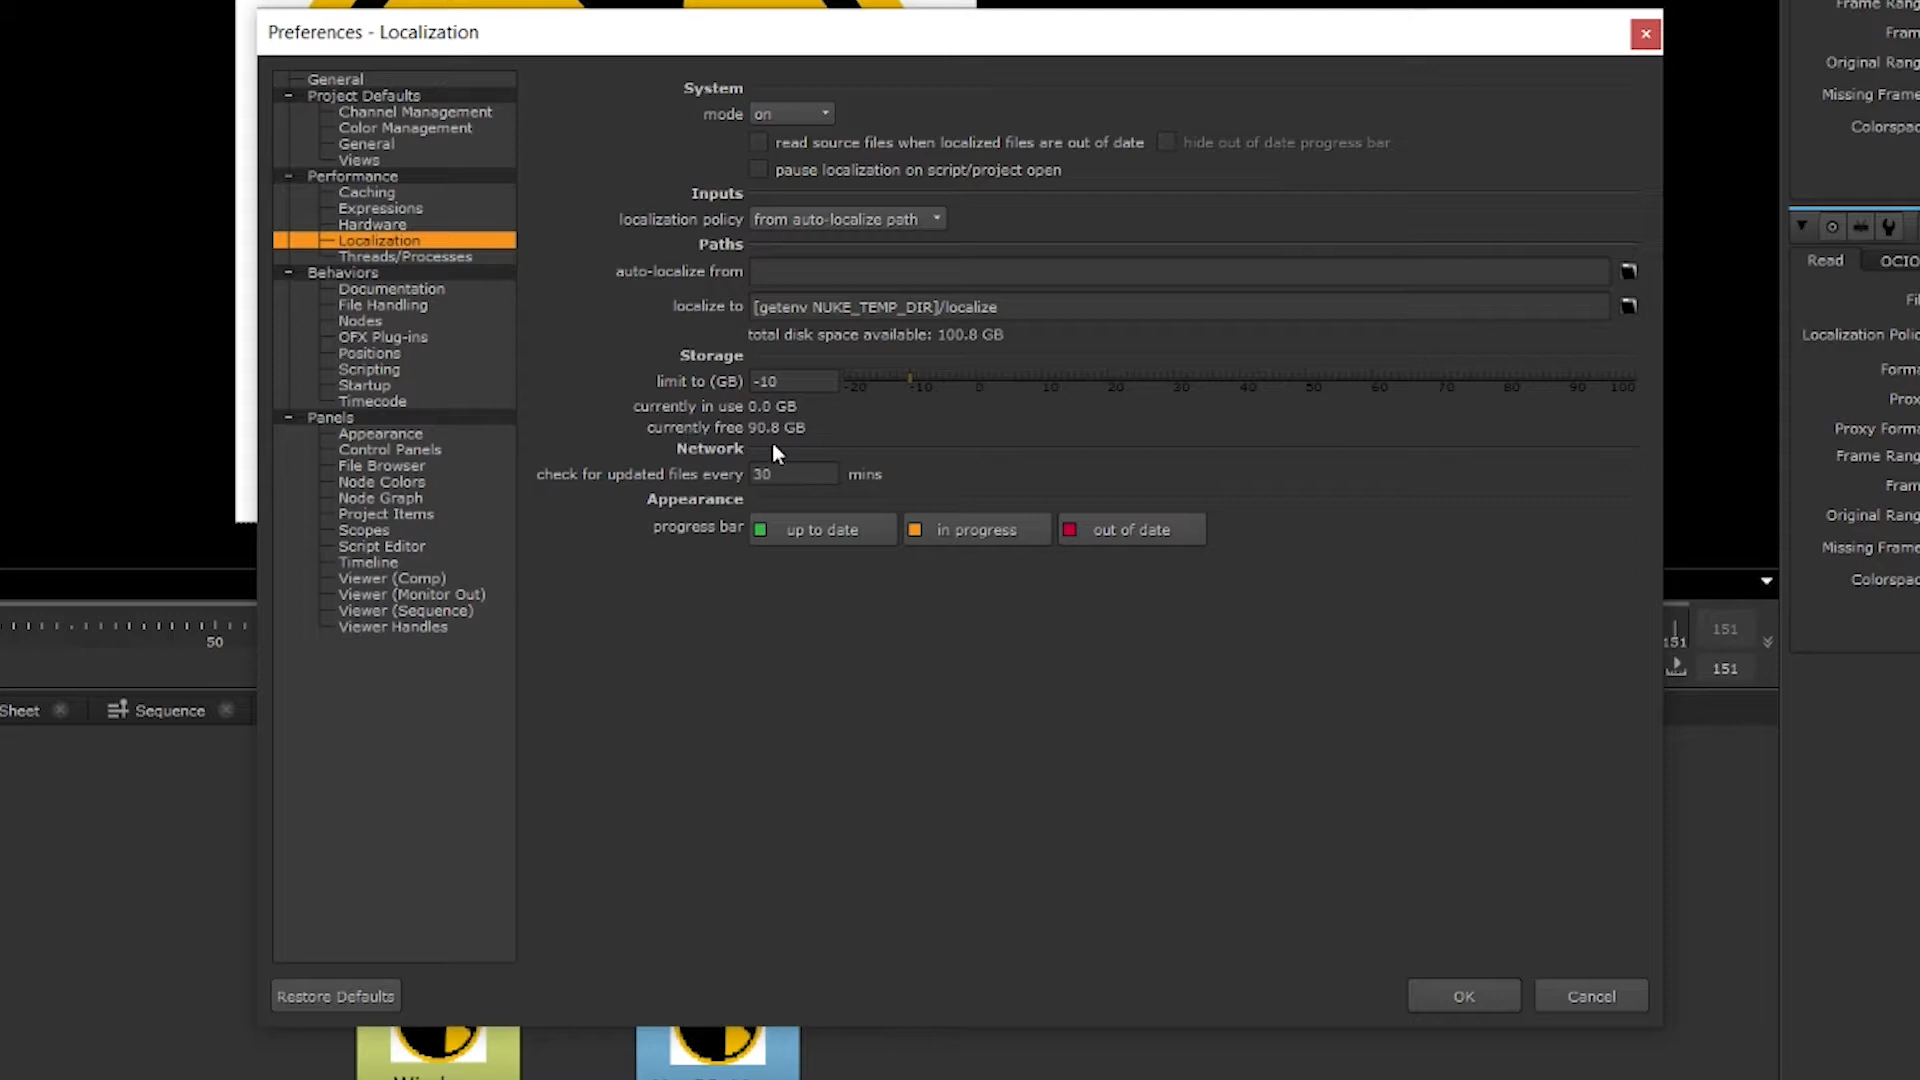 Preferences - Localization
General
Project Defaults
Channel Management
Color Management
General
Views
Performance
Caching
Expressions
Hardware
Localization
Threads/Processes
Behaviors
Documentation
File Handling
Nodes
OFX Plug-ins
Positions
Scripting
Startup
Timecode
Panels
Appearance
Control Panels
File Browser
Node Colors
Node Graph
Project Items
Scopes
Script Editor
Timeline
Viewer (Comp)
Viewer (Monitor Out)
Viewer (Sequence)
Viewer Handles
System
mode on
read source files when localized files are out of date hide out of date progress bar
pause localization on script/project open
Inputs
localization policy from auto-localize path
Paths
auto-localize from
localize to [getenv NUKE_TEMP_DIR]/localize
total disk space available: 100.8 GB
Storage
limit to (GB) -10 -20 -10 0 10 20 30 40 50 60 70 80 90 100
currently in use 0.0 GB
currently free 90.8 GB
Network
check for updated files every 30 mins
Appearance
progress bar up to date in progress out of date
Restore Defaults OK Cancel
50
Sheet Sequence
151 151
151
Frame Rang
Fram
Original Rang
Missing Frame
Colorspac
Read OCIO
Fil
Localization Polic
Forma
Prox
Proxy Forma
Frame Rang
Fram
Original Rang
Missing Frame
Colorspac